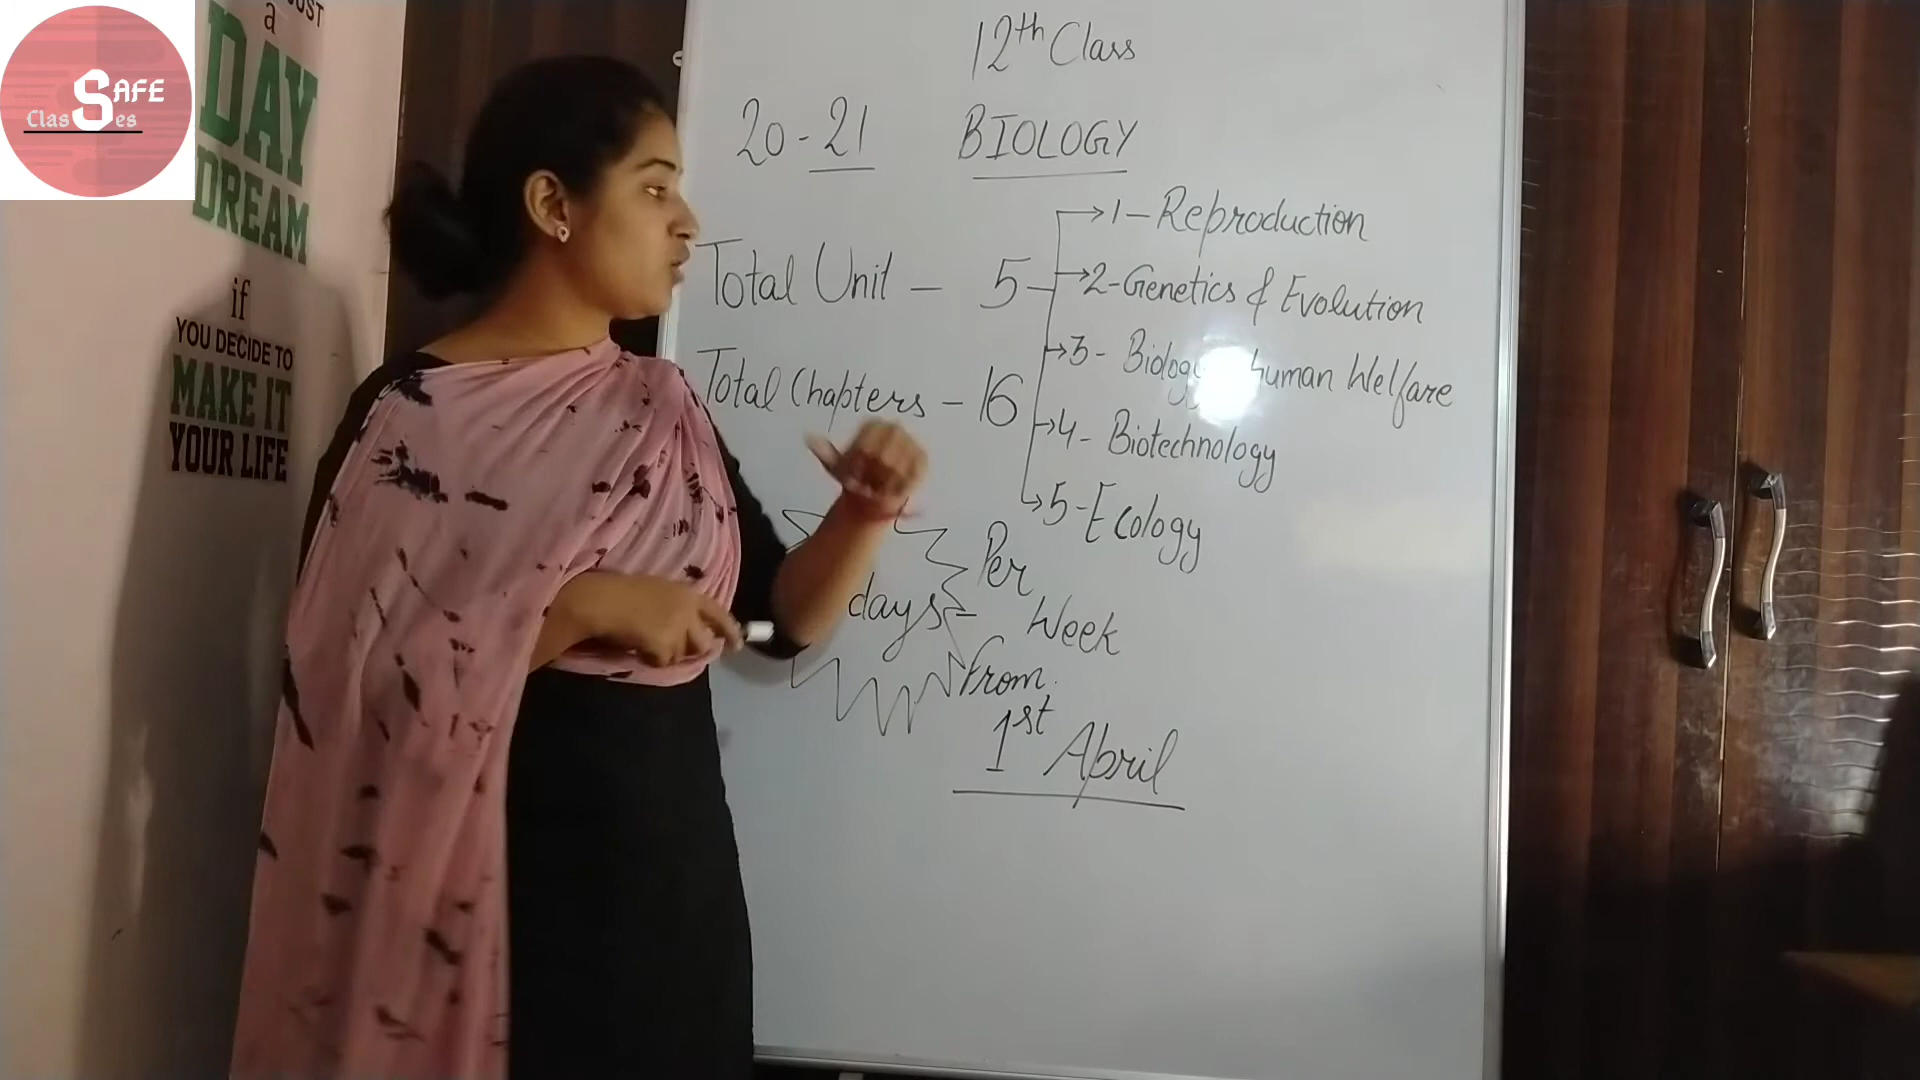 SAFE
Classes
a
DAY
DREAM
if
YOU DECIDE TO
MAKE IT
YOUR LIFE
12th Class
20-21 BIOLOGY
Total Unit - 5
1-Reproduction
2-Genetics & Evolution
3- Biology human Welfare
4- Biotechnology
5-Ecology
Total Chapters - 16
days - Per Week
From
1st April